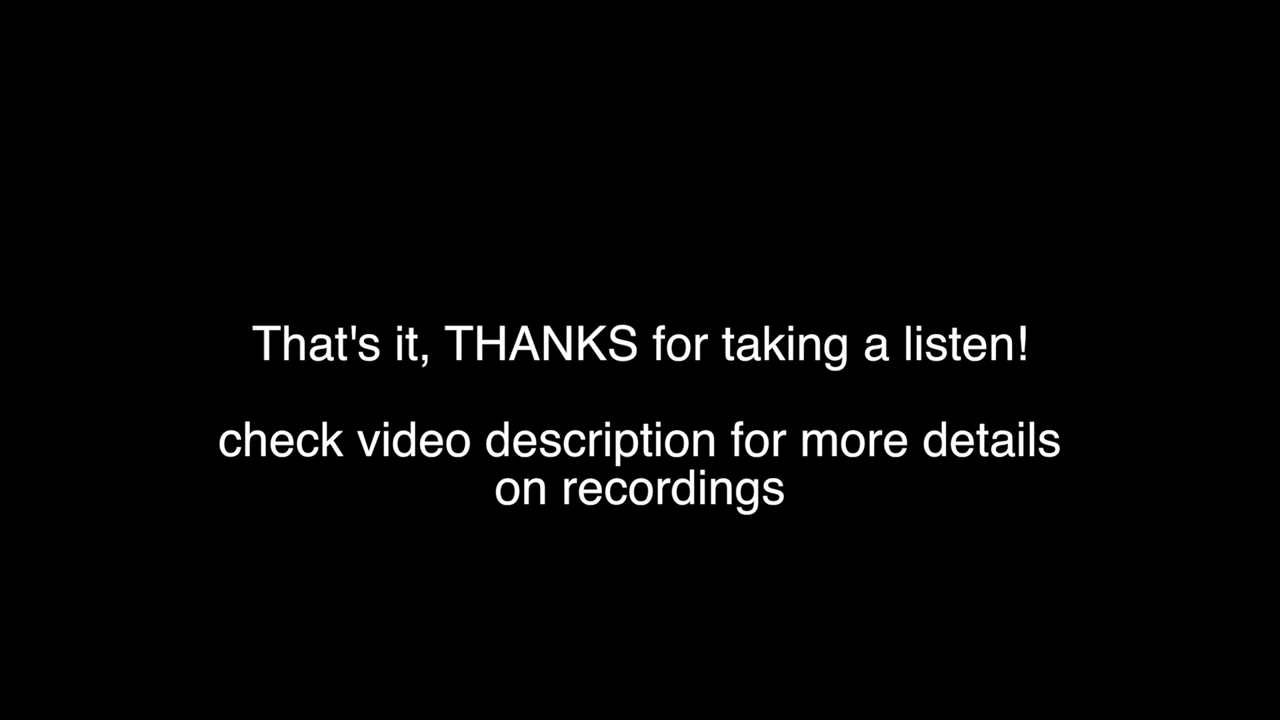 That's it, THANKS for taking a listen!
check video description for more details
on recordings